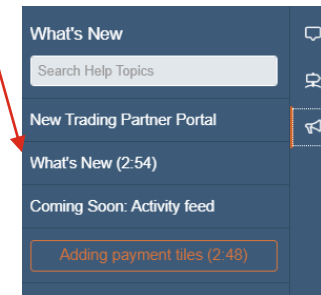 What's New
Search Help Topics
New Trading Partner Portal
What's New (2:54)
Coming Soon: Activity feed
Adding payment tiles (2:48)